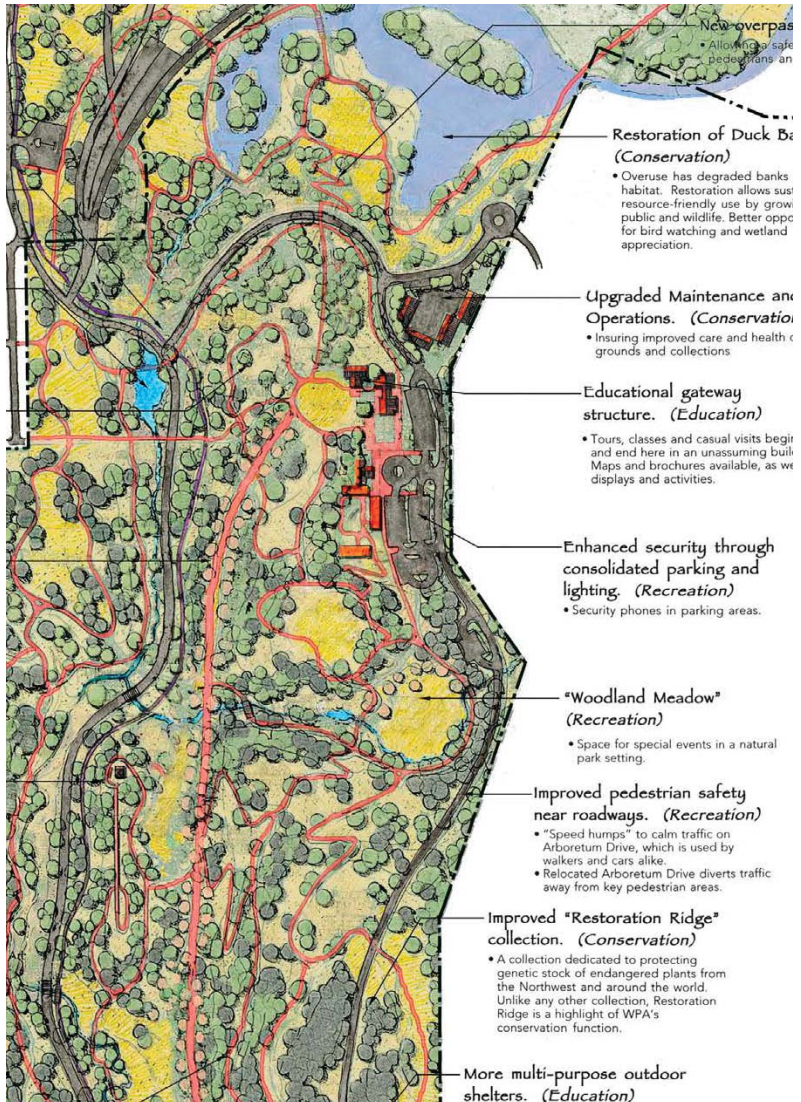 New overpas
• Allowing a safe
pedestrians an
Restoration of Duck Ba
(Conservation)
• Overuse has degraded banks
habitat. Restoration allows sust
resource-friendly use by growi
public and wildlife. Better oppo
for bird watching and wetland
appreciation.
Upgraded Maintenance and
Operations. (Conservation
• Insuring improved care and health o
grounds and collections
Educational gateway
structure. (Education)
• Tours, classes and casual visits begin
and end here in an unassuming build
Maps and brochures available, as we
displays and activities.
Enhanced security through
consolidated parking and
lighting. (Recreation)
• Security phones in parking areas.
"Woodland Meadow"
(Recreation)
• Space for special events in a natural
park setting.
Improved pedestrian safety
near roadways. (Recreation)
• "Speed humps" to calm traffic on
Arboretum Drive, which is used by
walkers and cars alike.
• Relocated Arboretum Drive diverts traffic
away from key pedestrian areas.
Improved "Restoration Ridge"
collection. (Conservation)
• A collection dedicated to protecting
genetic stock of endangered plants from
the Northwest and around the world.
Unlike any other collection, Restoration
Ridge is a highlight of WPA's
conservation function.
More multi-purpose outdoor
shelters. (Education)